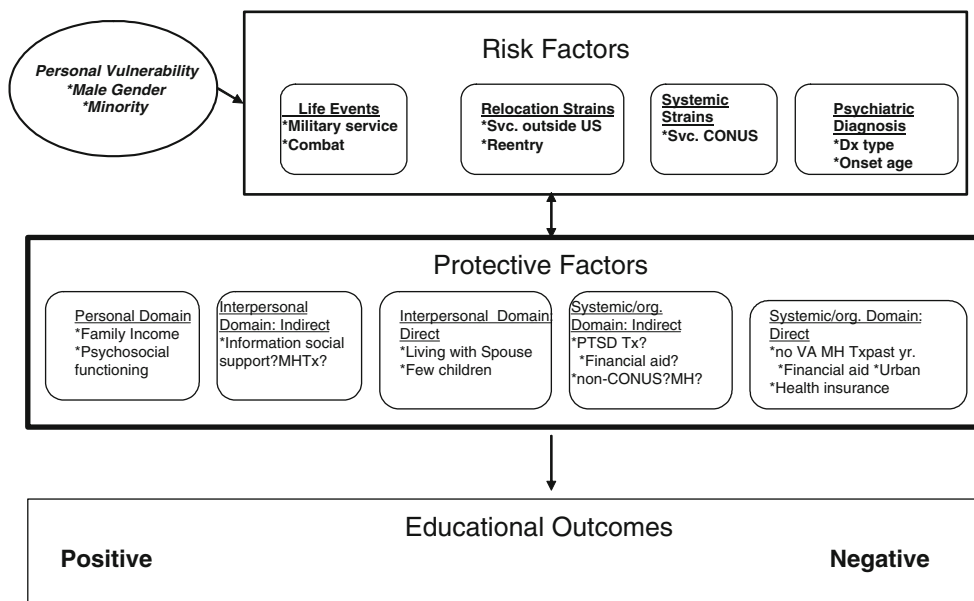 Personal Vulnerability
*Male Gender
*Minority
Risk Factors
Life Events
*Military service
*Combat
Relocation Strains
*Svc. outside US
*Reentry
Systemic
Strains
*Svc. CONUS
Psychiatric
Diagnosis
*Dx type
*Onset age
Protective Factors
Personal Domain
*Family Income
*Psychosocial
functioning
Interpersonal
Domain: Indirect
*Information social
support?MHTx?
Interpersonal Domain:
Direct
*Living with Spouse
*Few children
Systemic/org.
Domain: Indirect
*PTSD Tx?
*Financial aid?
*non-CONUS?MH?
Systemic/org. Domain:
Direct
*no VA MH Txpast yr.
*Financial aid *Urban
*Health insurance
Educational Outcomes
Positive
Negative